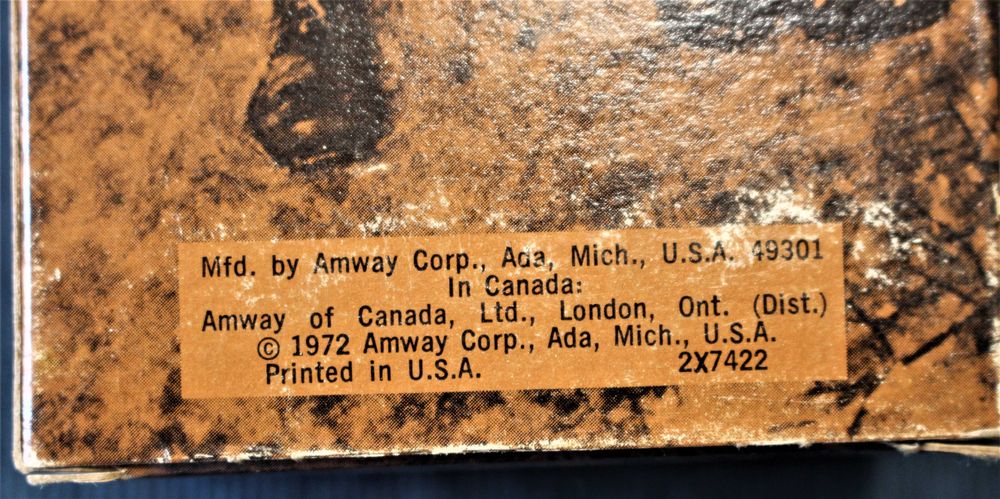 Mfd. by Amway Corp., Ada, Mich., U.S.A. 49301
In Canada:
Amway of Canada, Ltd., London, Ont. (Dist.)
© 1972 Amway Corp., Ada, Mich., U.S.A.
Printed in U.S.A. 2X7422